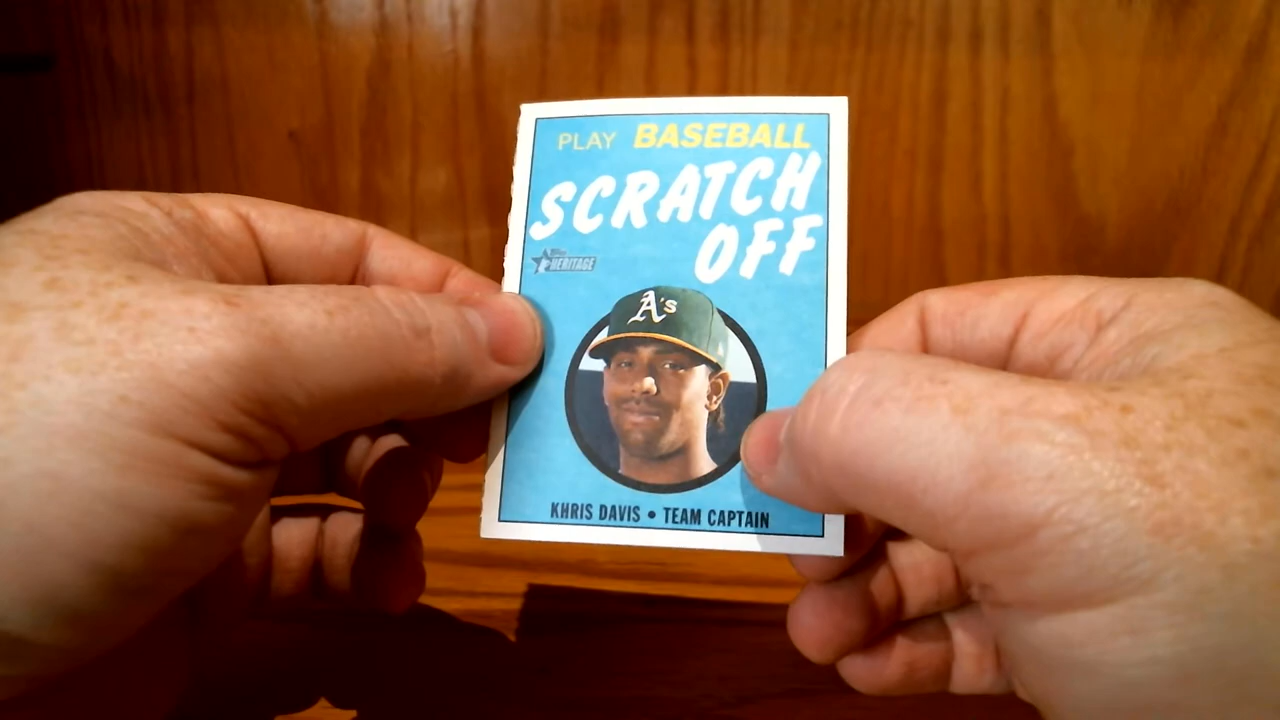 PLAY BASEBALL
SCRATCH
OFF
Topps
HERITAGE
A's
KHRIS DAVIS • TEAM CAPTAIN